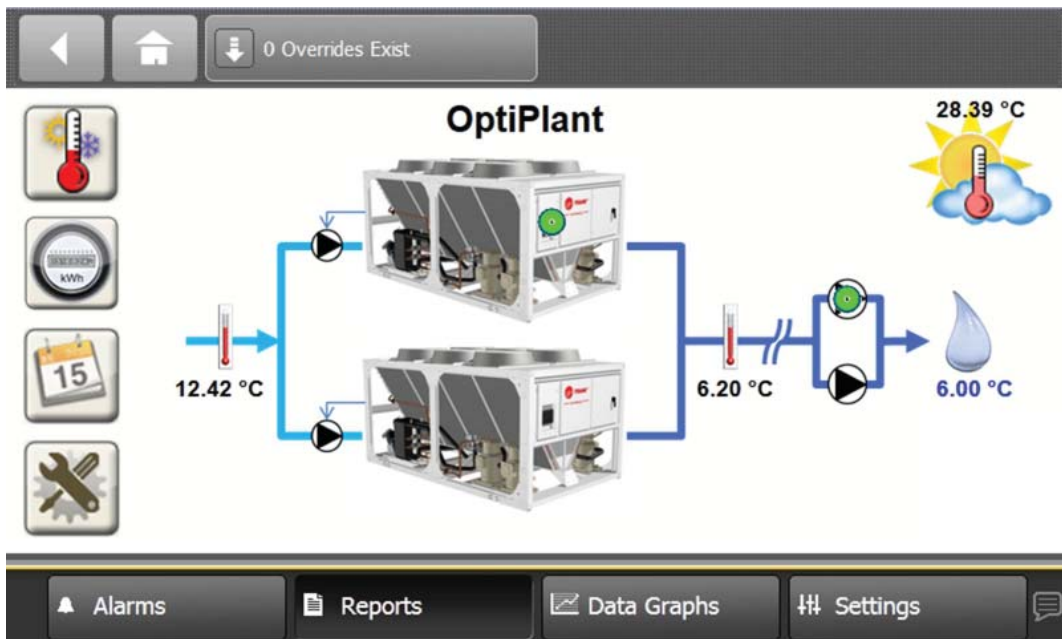 0 Overrides Exist
OptiPlant
28.39 °C
kWh
15
12.42 °C
6.20 °C
6.00 °C
Alarms
Reports
Data Graphs
Settings